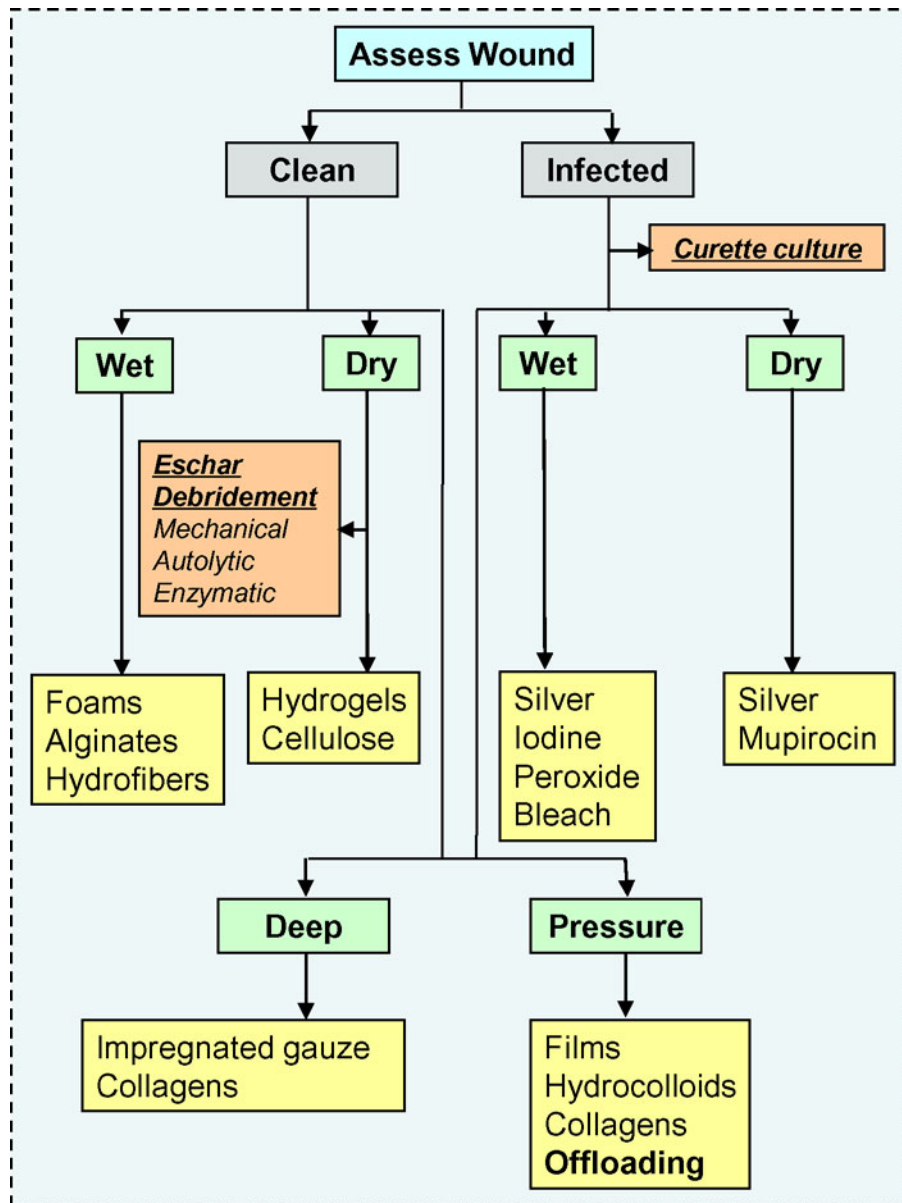 Assess Wound
Clean
Infected
Curette culture
Wet
Dry
Wet
Dry
Eschar
Debridement
Mechanical
Autolytic
Enzymatic
Foams
Alginates
Hydrofibers
Hydrogels
Cellulose
Silver
Iodine
Peroxide
Bleach
Silver
Mupirocin
Deep
Pressure
Impregnated gauze
Collagens
Films
Hydrocolloids
Collagens
Offloading